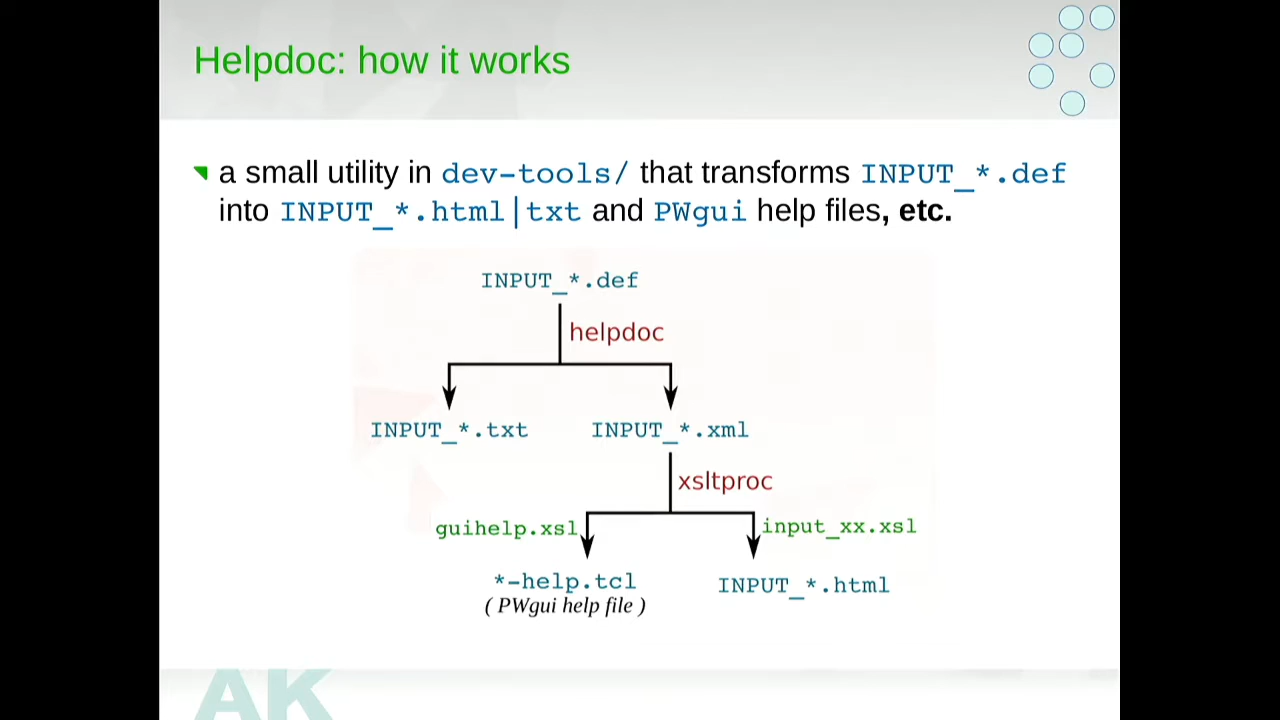 Helpdoc: how it works
a small utility in dev-tools/ that transforms INPUT_*.def
into INPUT_*.html|txt and PWgui help files, etc.
INPUT_*.def
helpdoc
INPUT_*.txt INPUT_*.xml
xsltproc
guihelp.xsl input_xx.xsl
*-help.tcl INPUT_*.html
( PWgui help file )
AK